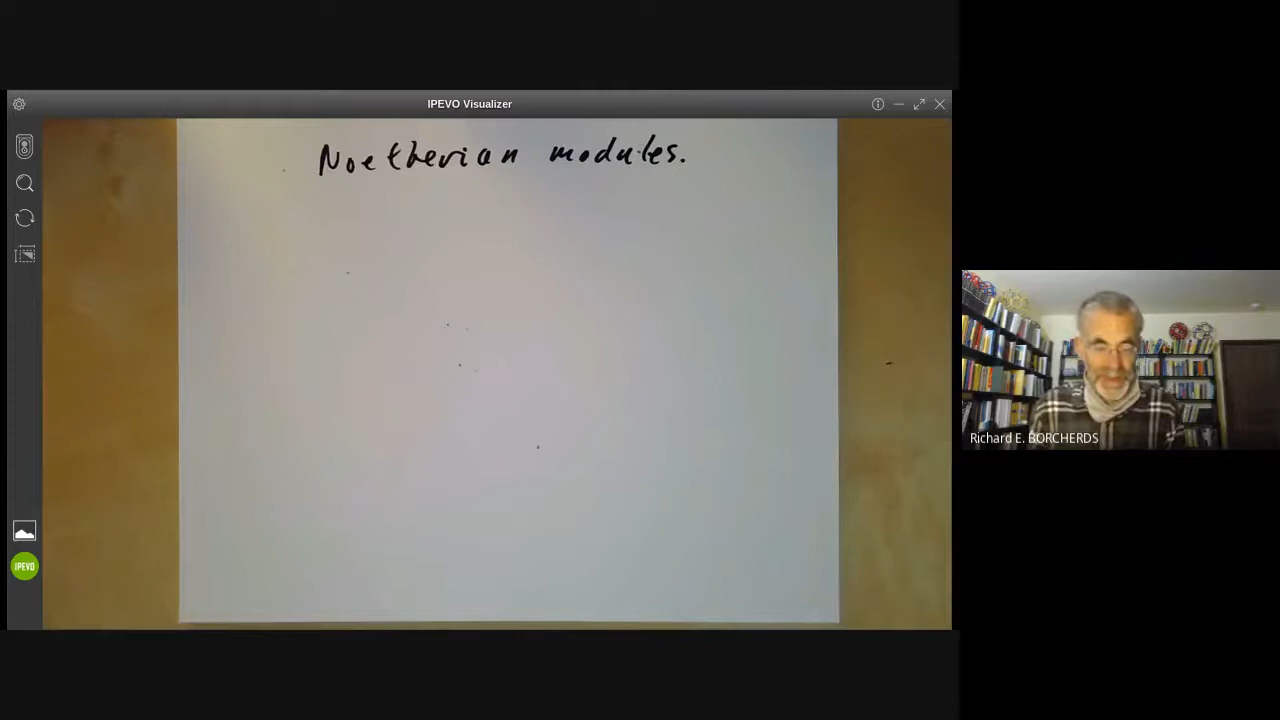 IPEVO Visualizer
Noetherian modules.
Richard E. BORCHERDS
IPEVO